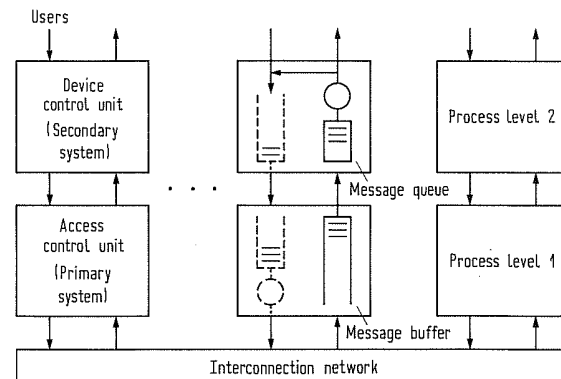 Users
Device
control unit
(Secondary
system)
Process Level 2
Message queue
. . .
Access
control unit
(Primary
system)
Process Level 1
Message buffer
Interconnection network